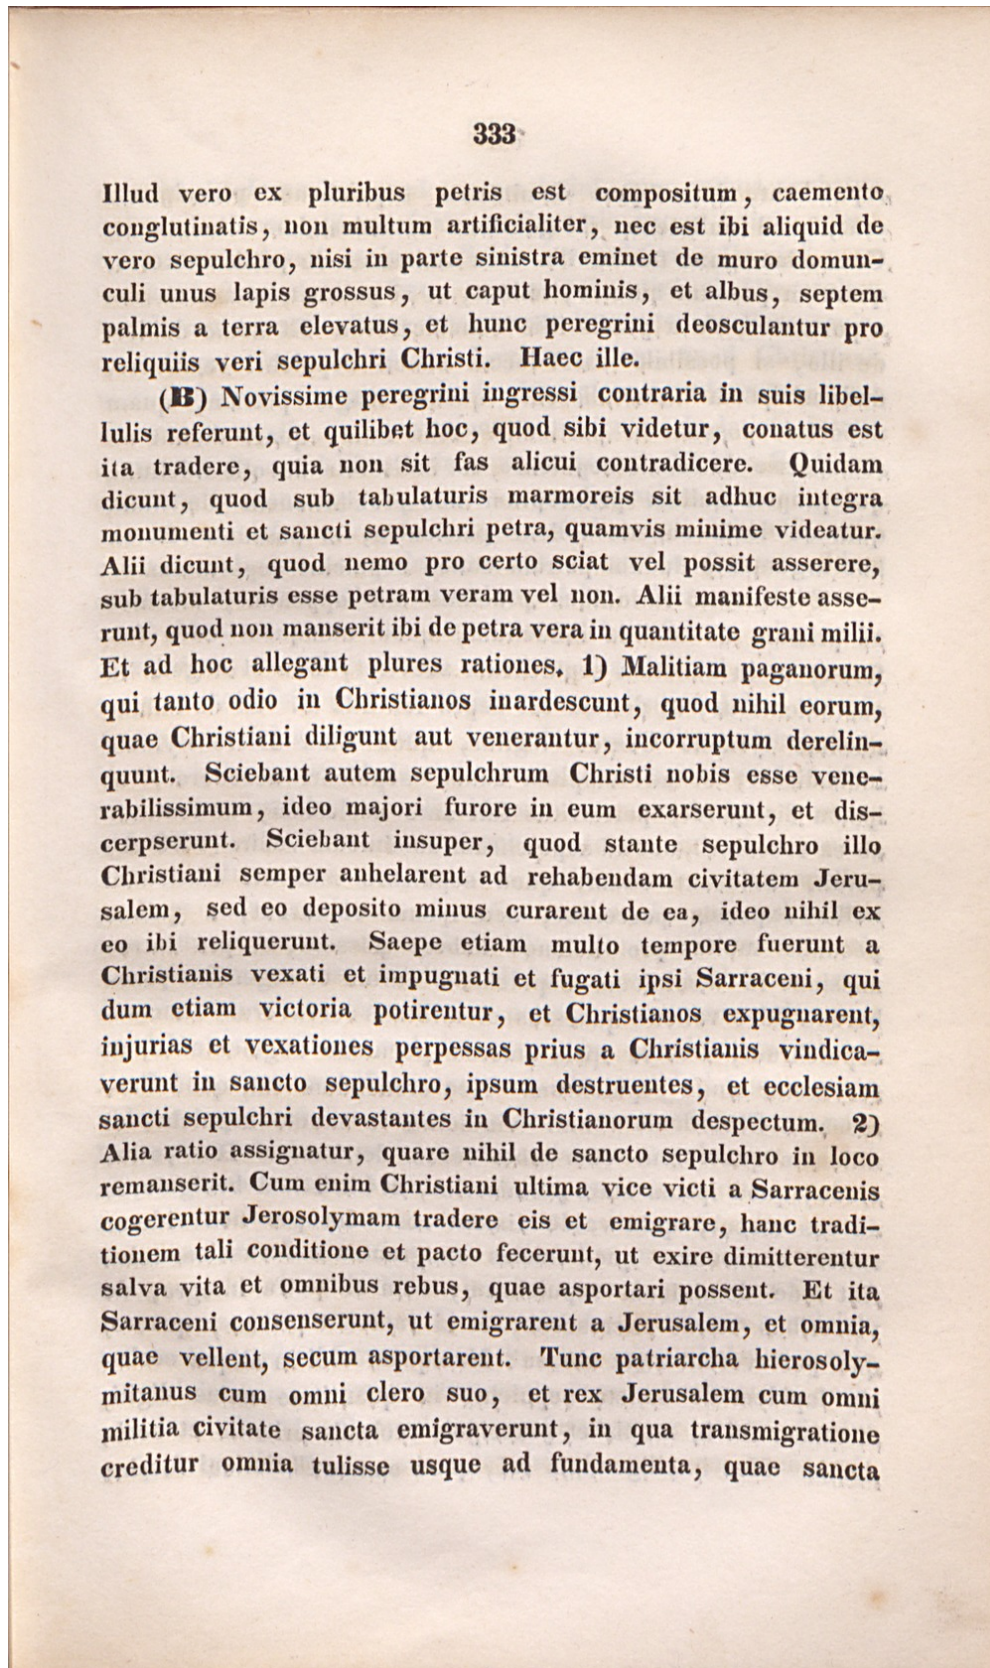 333
Illud vero ex pluribus petris est compositum, caemento
conglutinatis, non multum artificialiter, nec est ibi aliquid de
vero sepulchro, nisi in parte sinistra eminet de muro domun-
culi unus lapis grossus, ut caput hominis, et albus, septem
palmis a terra elevatus, et hunc peregrini deosculantur pro
reliquiis veri sepulchri Christi. Haec ille.
(B) Novissime peregrini ingressi contraria in suis libel-
lulis referunt, et quilibet hoc, quod sibi videtur, conatus est
ita tradere, quia non sit fas alicui contradicere. Quidam
dicunt, quod sub tabulaturis marmoreis sit adhuc integra
monumenti et sancti sepulchri petra, quamvis minime videatur.
Alii dicunt, quod nemo pro certo sciat vel possit asserere,
sub tabulaturis esse petram veram vel non. Alii manifeste asse-
runt, quod non manserit ibi de petra vera in quantitate grani milii.
Et ad hoc allegant plures rationes. 1) Malitiam paganorum,
qui tanto odio in Christianos inardescunt, quod nihil eorum,
quae Christiani diligunt aut venerantur, incorruptum derelin-
quunt. Sciebant autem sepulchrum Christi nobis esse vene-
rabilissimum, ideo majori furore in eum exarserunt, et dis-
cerpserunt. Sciebant insuper, quod stante sepulchro illo
Christiani semper anhelarent ad rehabendam civitatem Jeru-
salem, sed eo deposito minus curarent de ea, ideo nihil ex
eo ibi reliquerunt. Saepe etiam multo tempore fuerunt a
Christianis vexati et impugnati et fugati ipsi Sarraceni, qui
dum etiam victoria potirentur, et Christianos expugnarent,
injurias et vexationes perpessas prius a Christianis vindica-
verunt in sancto sepulchro, ipsum destruentes, et ecclesiam
sancti sepulchri devastantes in Christianorum despectum. 2)
Alia ratio assignatur, quare nihil de sancto sepulchro in loco
remanserit. Cum enim Christiani ultima vice victi a Sarracenis
cogerentur Jerosolymam tradere eis et emigrare, hanc tradi-
tionem tali conditione et pacto fecerunt, ut exire dimitterentur
salva vita et omnibus rebus, quae asportari possent. Et ita
Sarraceni consenserunt, ut emigrarent a Jerusalem, et omnia,
quae vellent, secum asportarent. Tunc patriarcha hierosoly-
mitanus cum omni clero suo, et rex Jerusalem cum omni
militia civitate sancta emigraverunt, in qua transmigratione
creditur omnia tulisse usque ad fundamenta, quae sancta